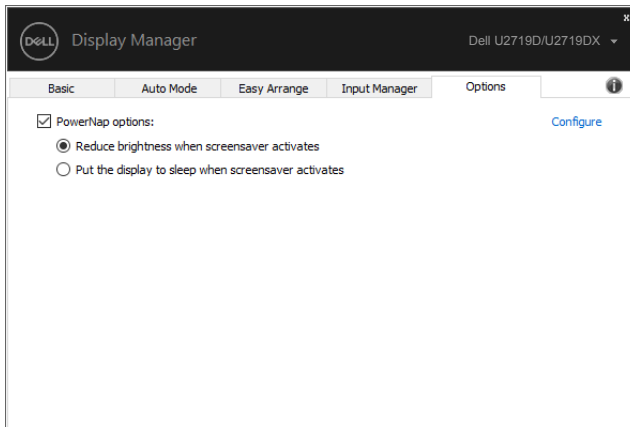 x
DELL Display Manager Dell U2719D/U2719DX
Basic Auto Mode Easy Arrange Input Manager Options i
PowerNap options: Configure
Reduce brightness when screensaver activates
Put the display to sleep when screensaver activates